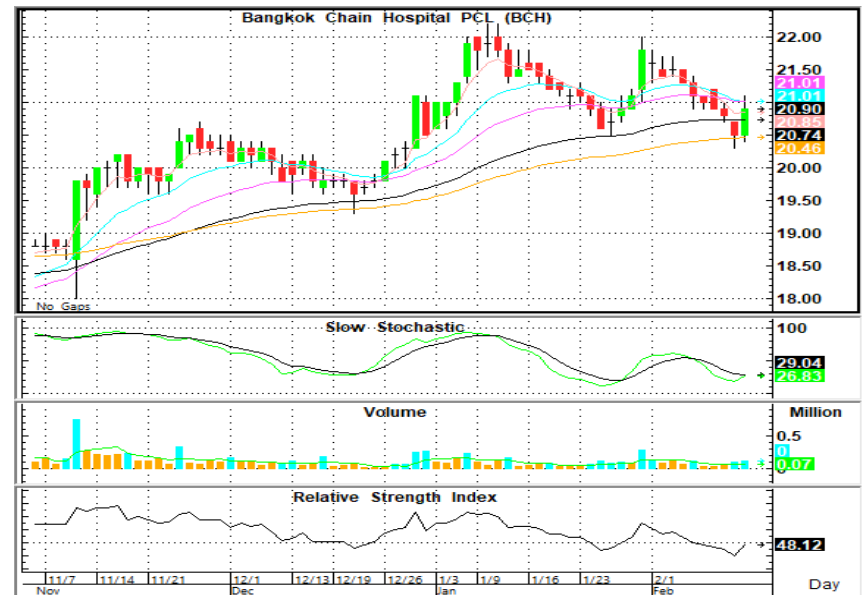 Bangkok Chain Hospital PCL (BCH)
22.00
21.50
21.01
21.01
20.90
20.85
20.74
20.46
20.00
19.50
19.00
18.50
18.00
No Gaps
Slow Stochastic
100
29.04
26.83
Volume
Million
0.5
0
0.07
0
Relative Strength Index
48.12
11/7 11/14 11/21 12/1 12/13 12/19 12/26 1/3 1/9 1/16 1/23 2/1
Nov Dec Jan Feb
Day